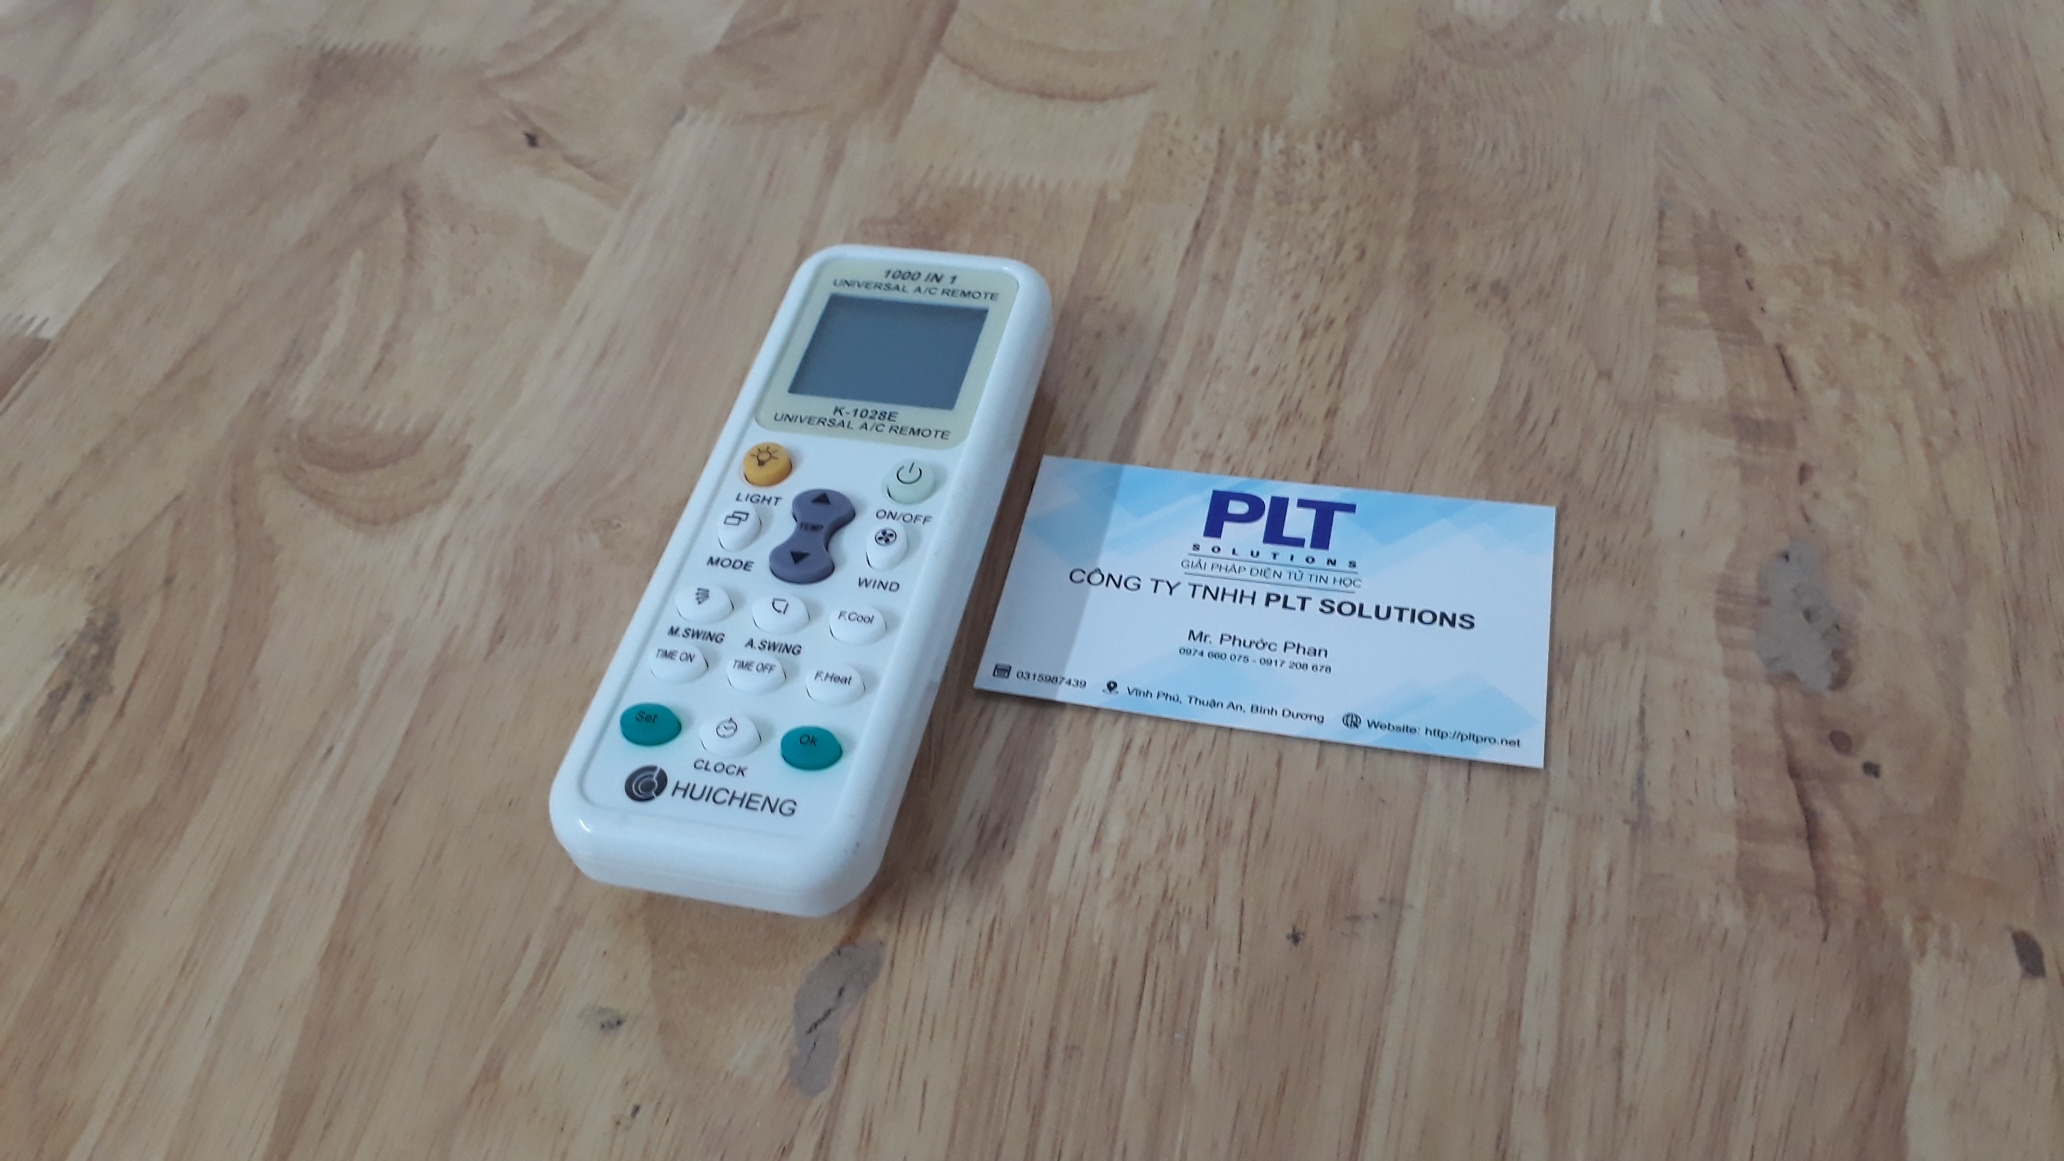 1000 IN 1
UNIVERSAL A/C REMOTE
K-1028E
UNIVERSAL A/C REMOTE
LIGHT
ON/OFF
TEMP
MODE
WIND
F.Cool
M.SWING
A.SWING
TIME ON
TIME OFF
F.Heat
Set
Ok
CLOCK
HUICHENG
PLT
SOLUTIONS
GIẢI PHÁP ĐIỆN TỬ TIN HỌC
CÔNG TY TNHH PLT SOLUTIONS
Mr. Phước Phan
0974 660 075 - 0917 208 678
0315987439 Vĩnh Phú, Thuận An, Bình Dương Website: http://pltpro.net